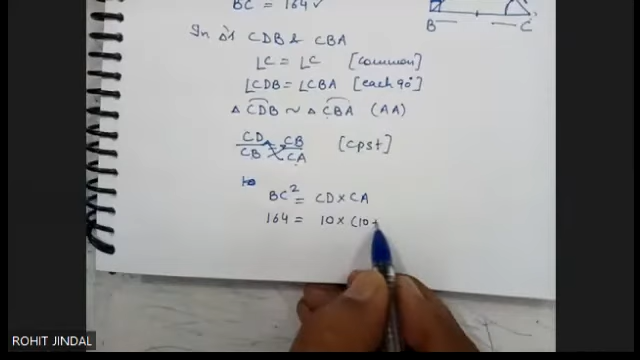 BC² = 164 ✓
B C
In Δ's CDB & CBA
∠C = ∠C [common]
∠CDB = ∠CBA [each 90°]
Δ CDB ~ Δ CBA (AA)
CD/CB = CB/CA [cpst]
BC² = CD × CA
164 = 10 × (10+
ROHIT JINDAL